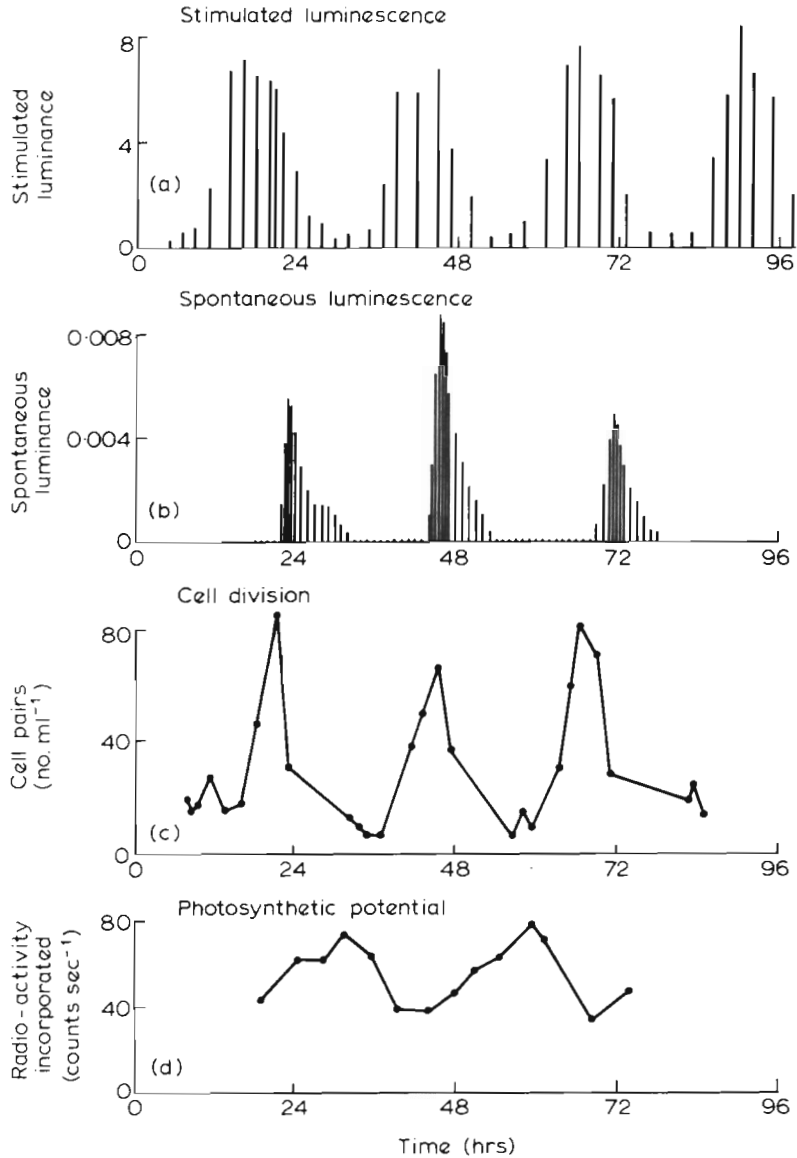 Stimulated luminescence
Stimulated
luminance
8
4
0
(a)
0 24 48 72 96
Spontaneous luminescence
Spontaneous
luminance
0·008
0·004
0
(b)
0 24 48 72 96
Cell division
Cell pairs
(no. ml⁻¹)
80
40
0
(c)
0 24 48 72 96
Photosynthetic potential
Radio-activity
incorporated
(counts sec⁻¹)
80
40
0
(d)
0 24 48 72 96
Time (hrs)